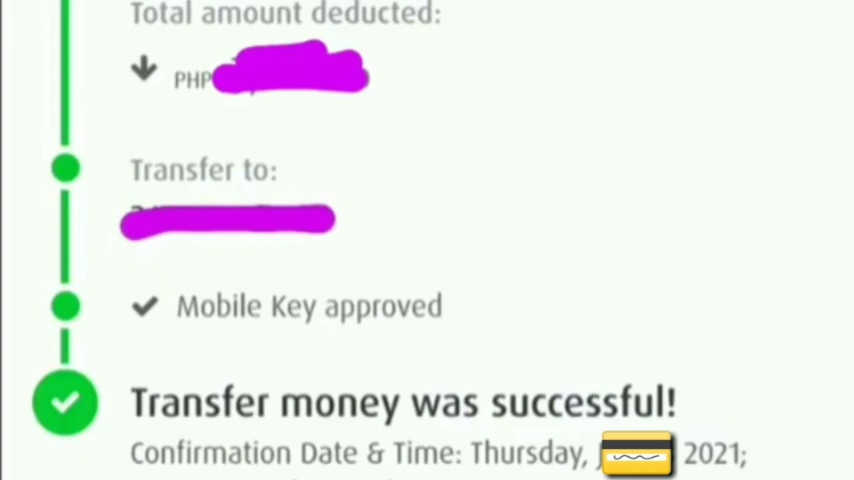 Total amount deducted:
PHP
Transfer to:
Mobile Key approved
Transfer money was successful!
Confirmation Date & Time: Thursday, 2021;